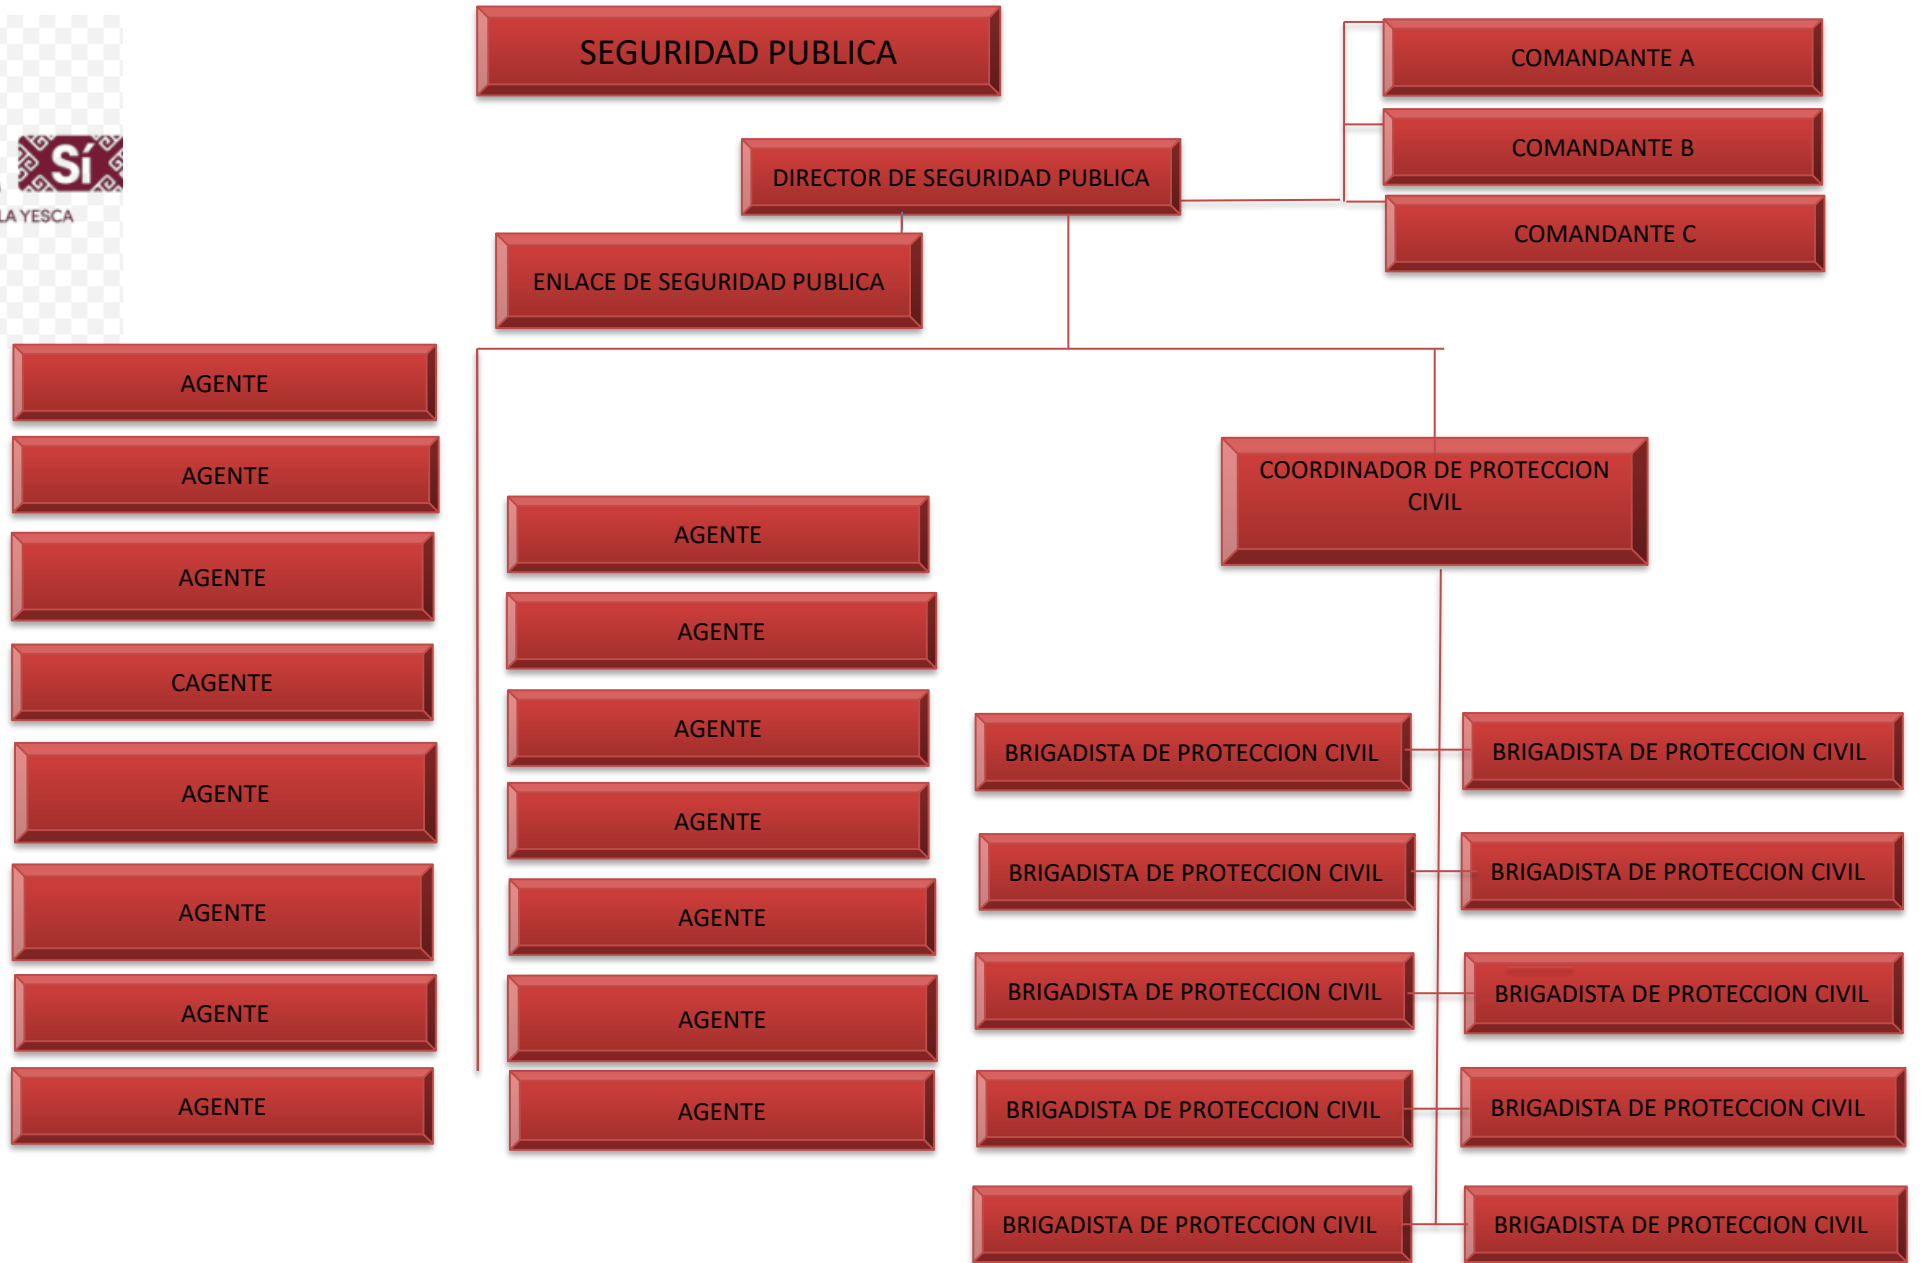 SEGURIDAD PUBLICA
COMANDANTE A
COMANDANTE B
COMANDANTE C
Sí
LA YESCA
DIRECTOR DE SEGURIDAD PUBLICA
ENLACE DE SEGURIDAD PUBLICA
AGENTE
AGENTE
AGENTE
CAGENTE
AGENTE
AGENTE
AGENTE
AGENTE
AGENTE
AGENTE
AGENTE
AGENTE
AGENTE
AGENTE
AGENTE
COORDINADOR DE PROTECCION
CIVIL
BRIGADISTA DE PROTECCION CIVIL
BRIGADISTA DE PROTECCION CIVIL
BRIGADISTA DE PROTECCION CIVIL
BRIGADISTA DE PROTECCION CIVIL
BRIGADISTA DE PROTECCION CIVIL
BRIGADISTA DE PROTECCION CIVIL
BRIGADISTA DE PROTECCION CIVIL
BRIGADISTA DE PROTECCION CIVIL
BRIGADISTA DE PROTECCION CIVIL
BRIGADISTA DE PROTECCION CIVIL